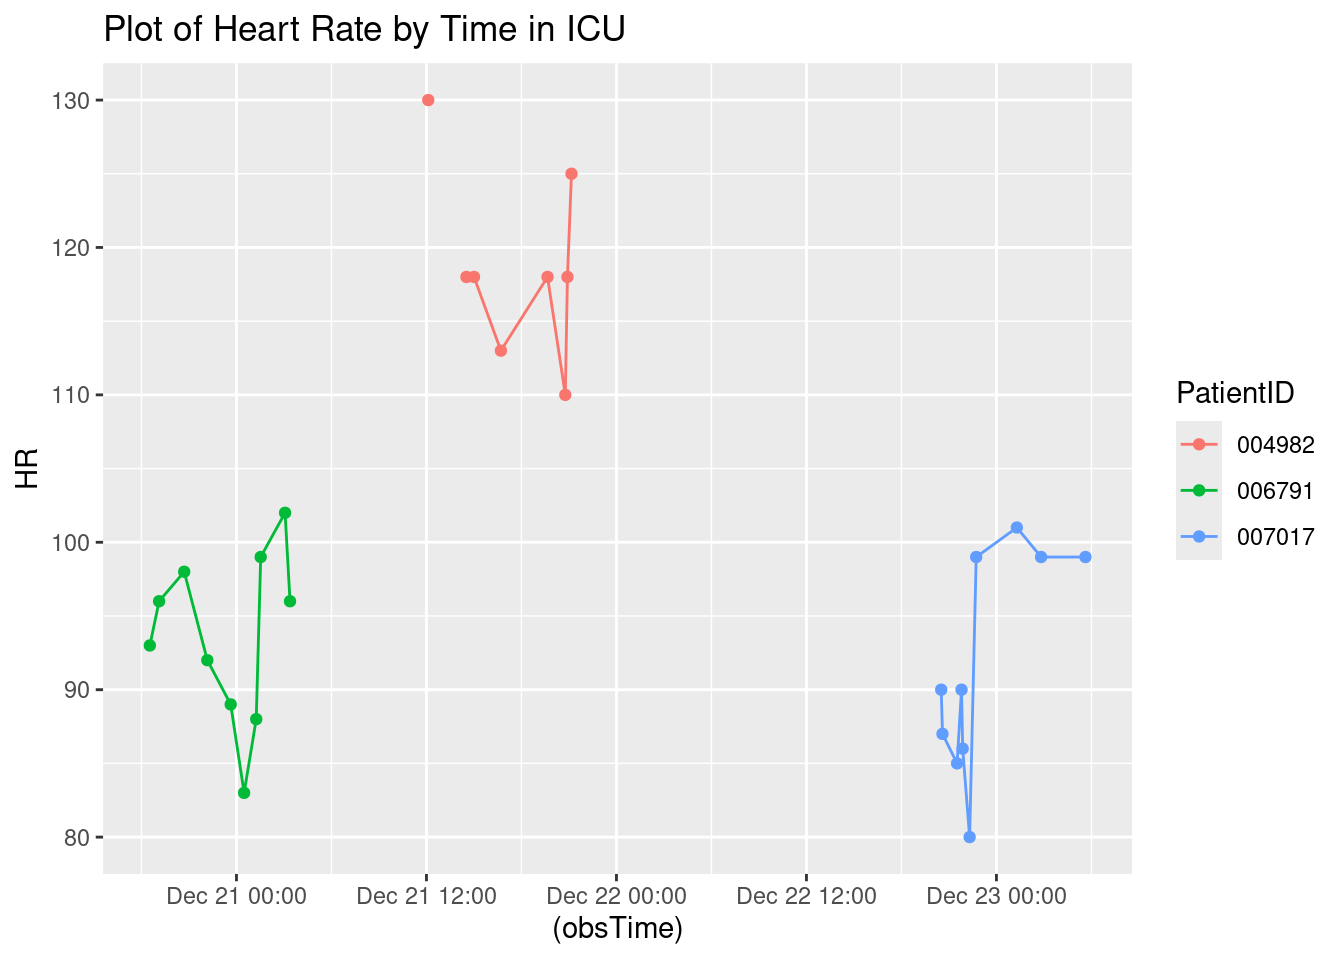 Plot of Heart Rate by Time in ICU
130
120
110
100
90
80
HR
Dec 21 00:00
Dec 21 12:00
Dec 22 00:00
Dec 22 12:00
Dec 23 00:00
(obsTime)
PatientID
004982
006791
007017